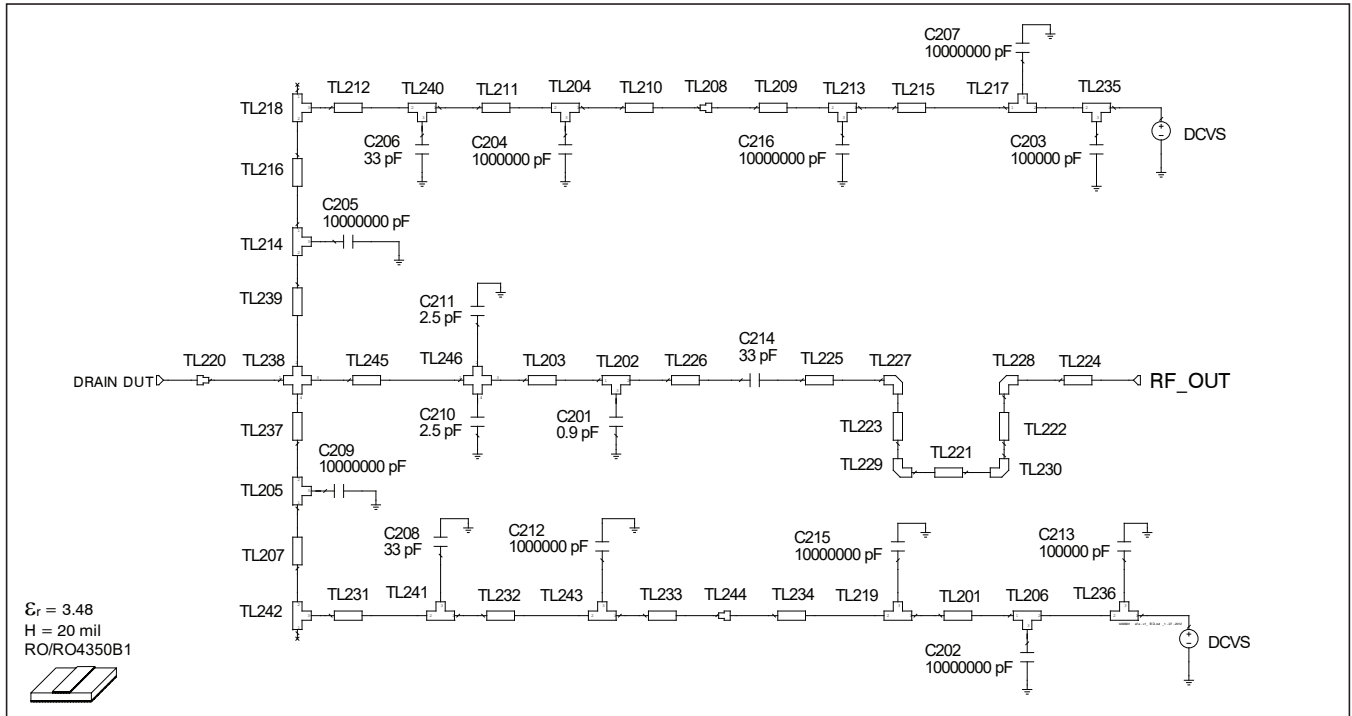 C207
10000000 pF
TL212
TL240
TL211
TL204
TL210
TL208
TL209
TL213
TL215
TL217
TL235
TL218
C206
33 pF
C204
1000000 pF
C216
10000000 pF
C203
100000 pF
DCVS
TL216
C205
10000000 pF
TL214
TL239
C211
2.5 pF
C214
33 pF
TL220
TL238
TL245
TL246
TL203
TL202
TL226
TL225
TL227
TL228
TL224
DRAIN DUT
RF_OUT
C210
2.5 pF
C201
0.9 pF
TL237
TL223
TL222
C209
10000000 pF
TL221
TL229
TL230
TL205
C208
33 pF
C212
1000000 pF
C215
10000000 pF
C213
100000 pF
TL207
TL231
TL241
TL232
TL243
TL233
TL244
TL234
TL219
TL201
TL206
TL236
TL242
DCVS
C202
10000000 pF
εr = 3.48
H = 20 mil
RO/RO4350B1